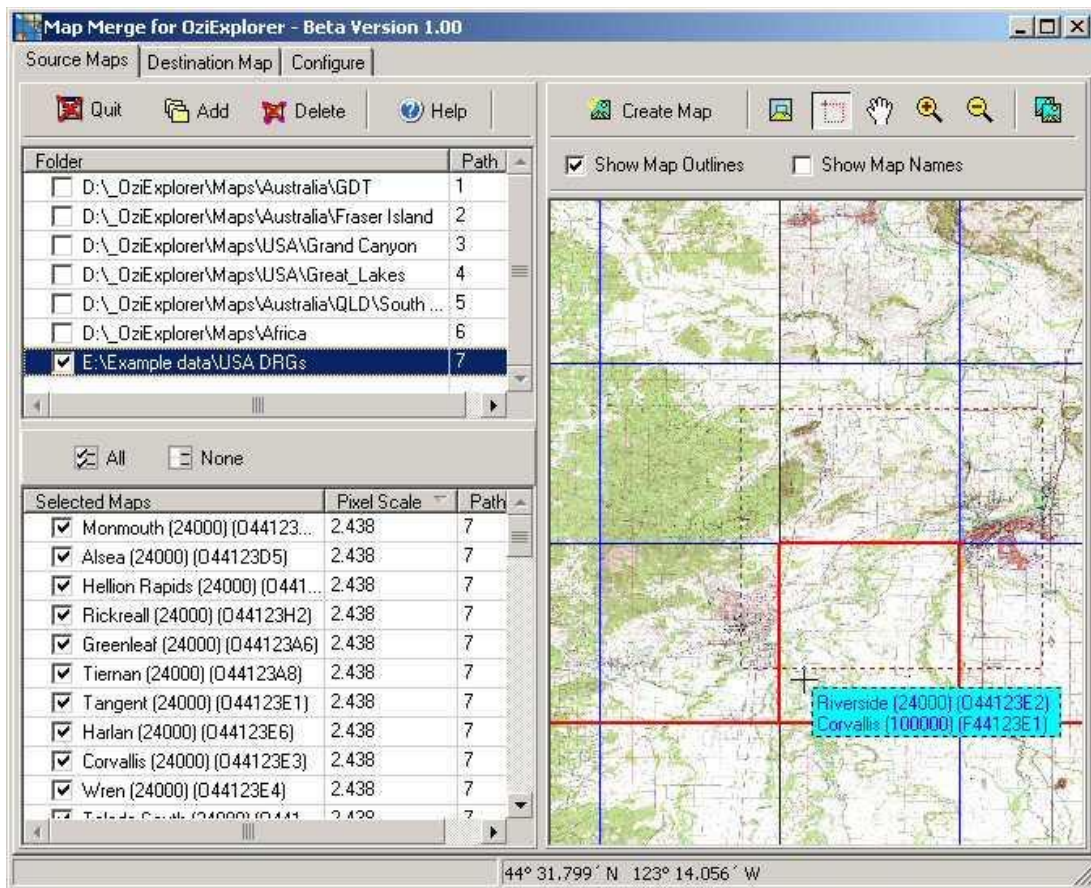 Map Merge for OziExplorer - Beta Version 1.00
Source Maps Destination Map Configure
Quit Add Delete Help
Create Map
Show Map Outlines Show Map Names
Folder Path
D:\_OziExplorer\Maps\Australia\GDT 1
D:\_OziExplorer\Maps\Australia\Fraser Island 2
D:\_OziExplorer\Maps\USA\Grand Canyon 3
D:\_OziExplorer\Maps\USA\Great_Lakes 4
D:\_OziExplorer\Maps\Australia\QLD\South ... 5
D:\_OziExplorer\Maps\Africa 6
E:\Example data\USA DRGs 7
All None
Selected Maps Pixel Scale Path
Monmouth (24000) (O44123... 2.438 7
Alsea (24000) (O44123D5) 2.438 7
Hellion Rapids (24000) (O441... 2.438 7
Rickreall (24000) (O44123H2) 2.438 7
Greenleaf (24000) (O44123A6) 2.438 7
Tiernan (24000) (O44123A8) 2.438 7
Tangent (24000) (O44123E1) 2.438 7
Harlan (24000) (O44123E6) 2.438 7
Corvallis (24000) (O44123E3) 2.438 7
Wren (24000) (O44123E4) 2.438 7
Toledo South (24000) (O441... 2.438 7
Riverside (24000) (O44123E2)
Corvallis (100000) (F44123E1)
44° 31.799´ N 123° 14.056´ W